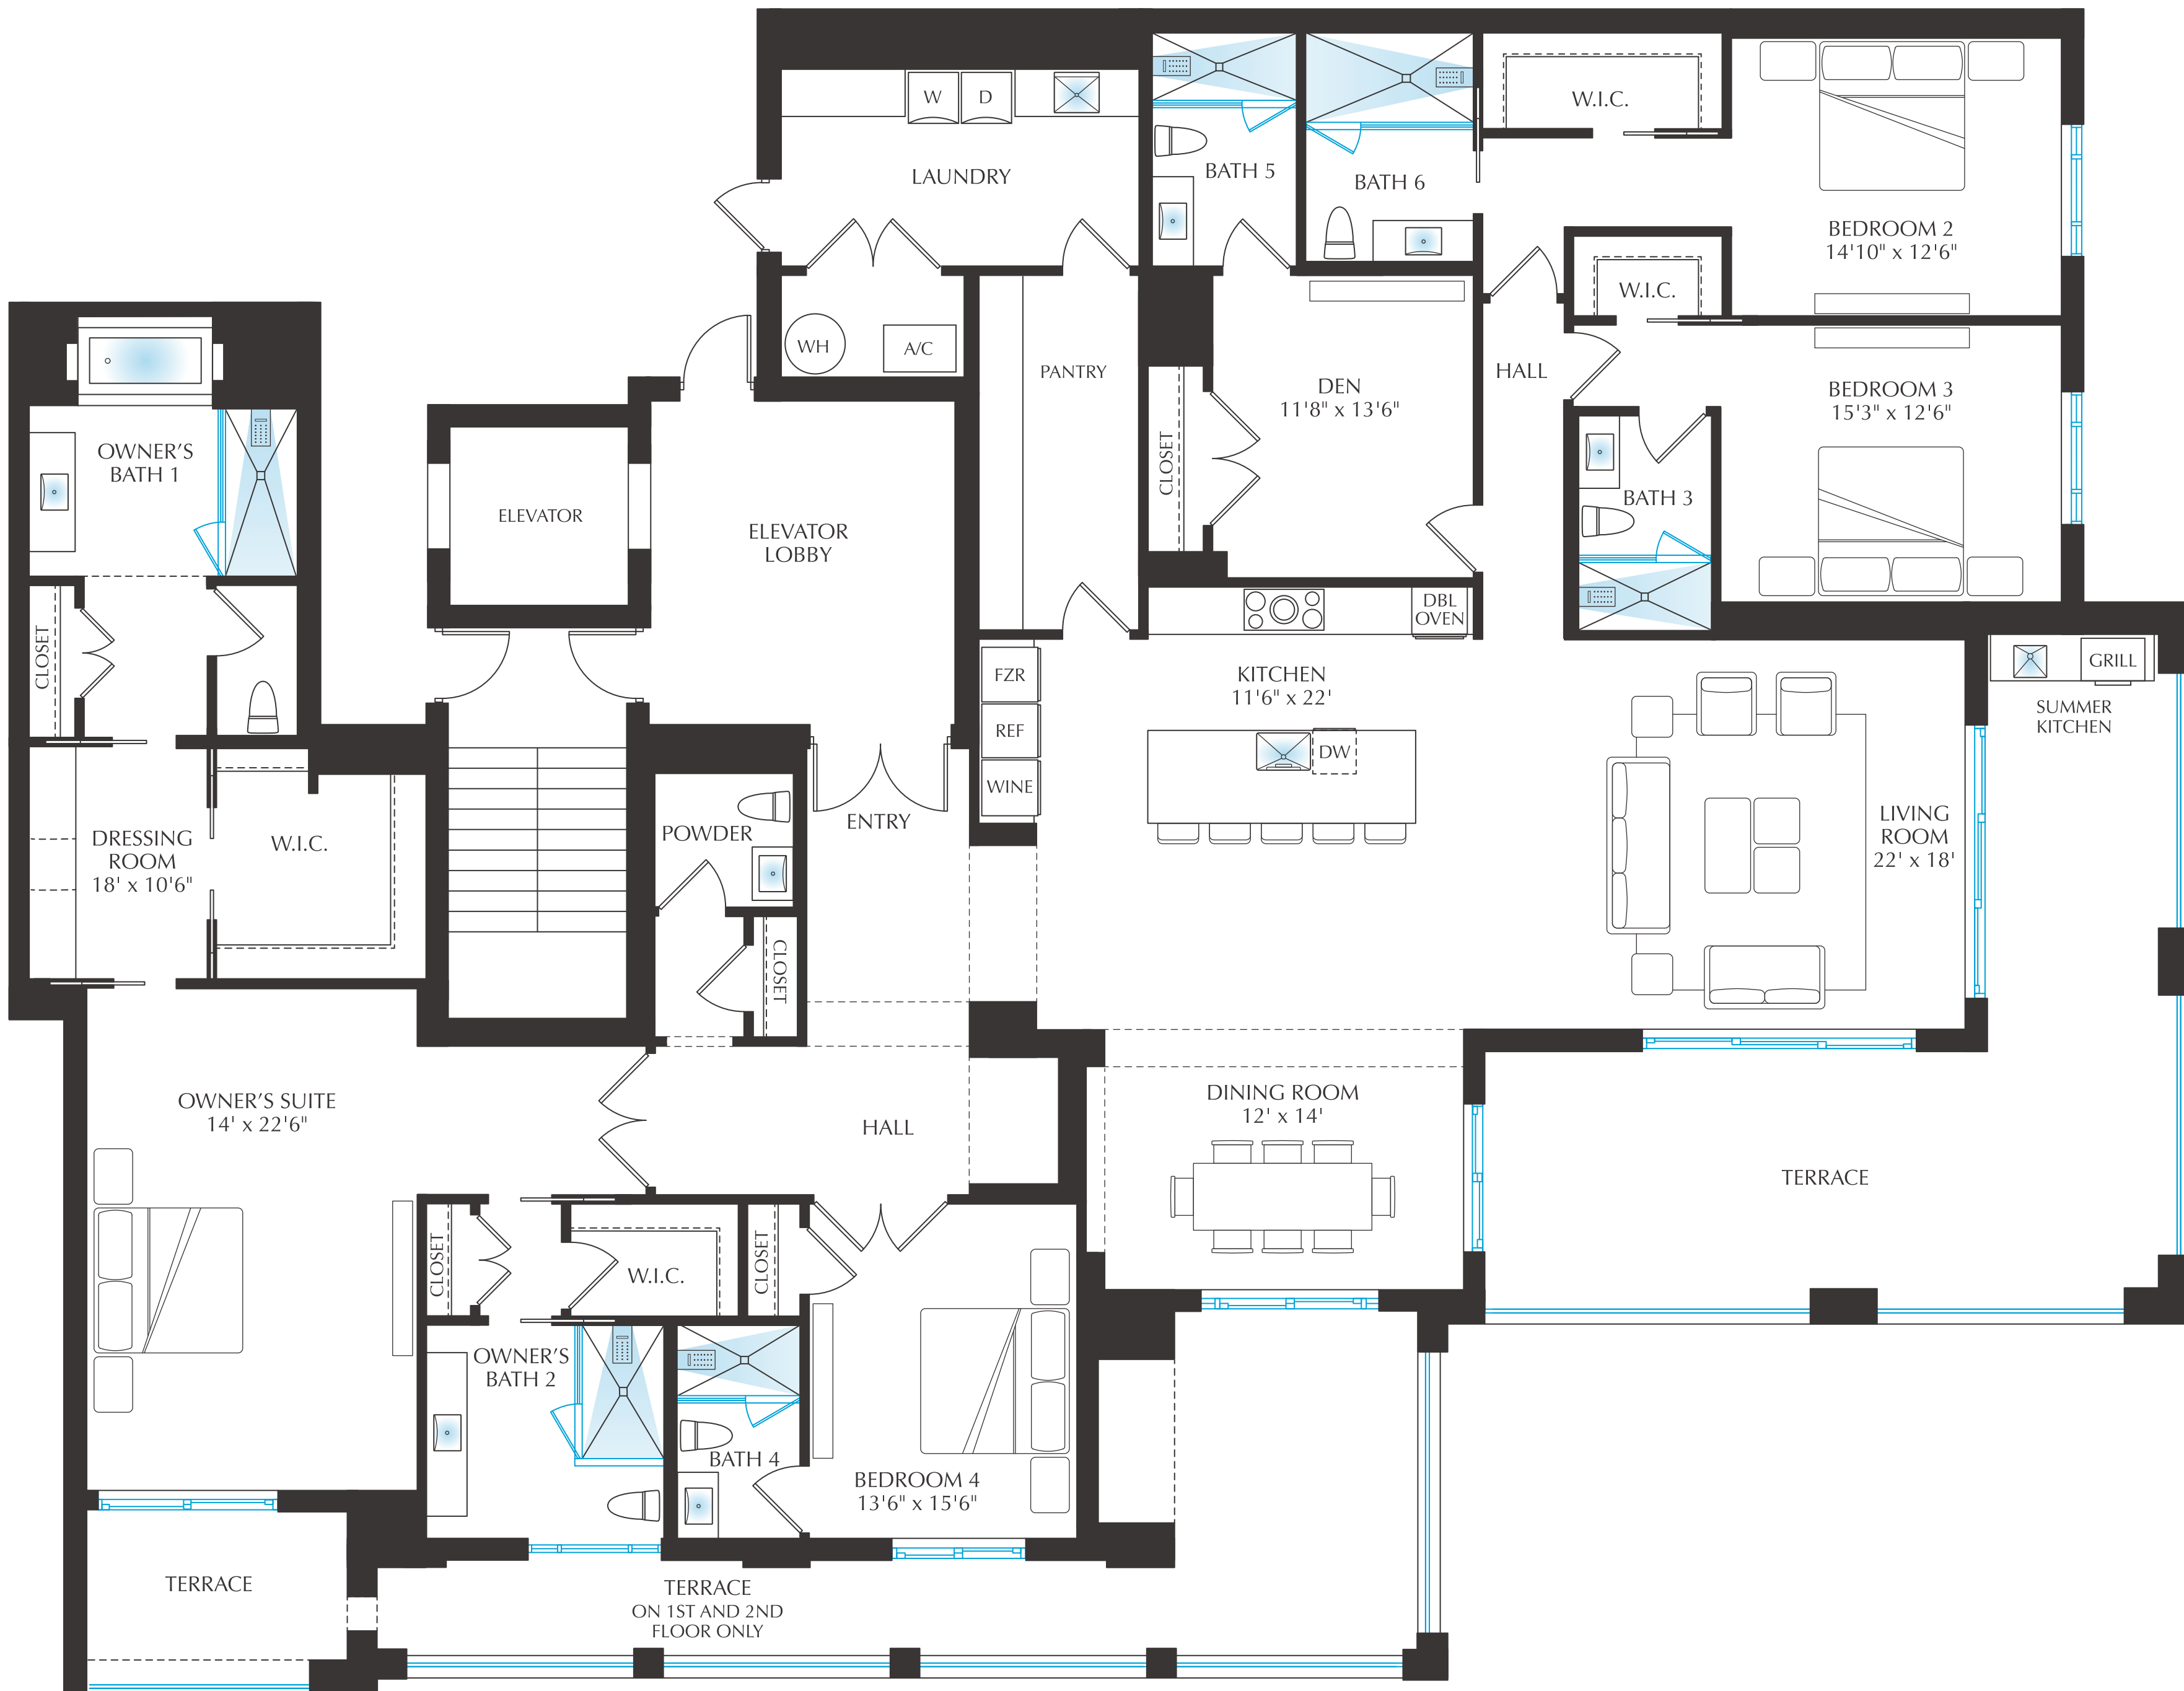 W
D
LAUNDRY
BATH 5
BATH 6
W.I.C.
BEDROOM 2
14'10" x 12'6"
W.I.C.
WH
A/C
PANTRY
DEN
11'8" x 13'6"
CLOSET
HALL
BEDROOM 3
15'3" x 12'6"
BATH 3
OWNER'S
BATH 1
ELEVATOR
ELEVATOR
LOBBY
CLOSET
DBL
OVEN
FZR
REF
WINE
KITCHEN
11'6" x 22'
DW
GRILL
SUMMER
KITCHEN
LIVING
ROOM
22' x 18'
DRESSING
ROOM
18' x 10'6"
W.I.C.
POWDER
ENTRY
CLOSET
OWNER'S SUITE
14' x 22'6"
HALL
DINING ROOM
12' x 14'
TERRACE
CLOSET
W.I.C.
CLOSET
OWNER'S
BATH 2
BATH 4
BEDROOM 4
13'6" x 15'6"
TERRACE
TERRACE
ON 1ST AND 2ND
FLOOR ONLY